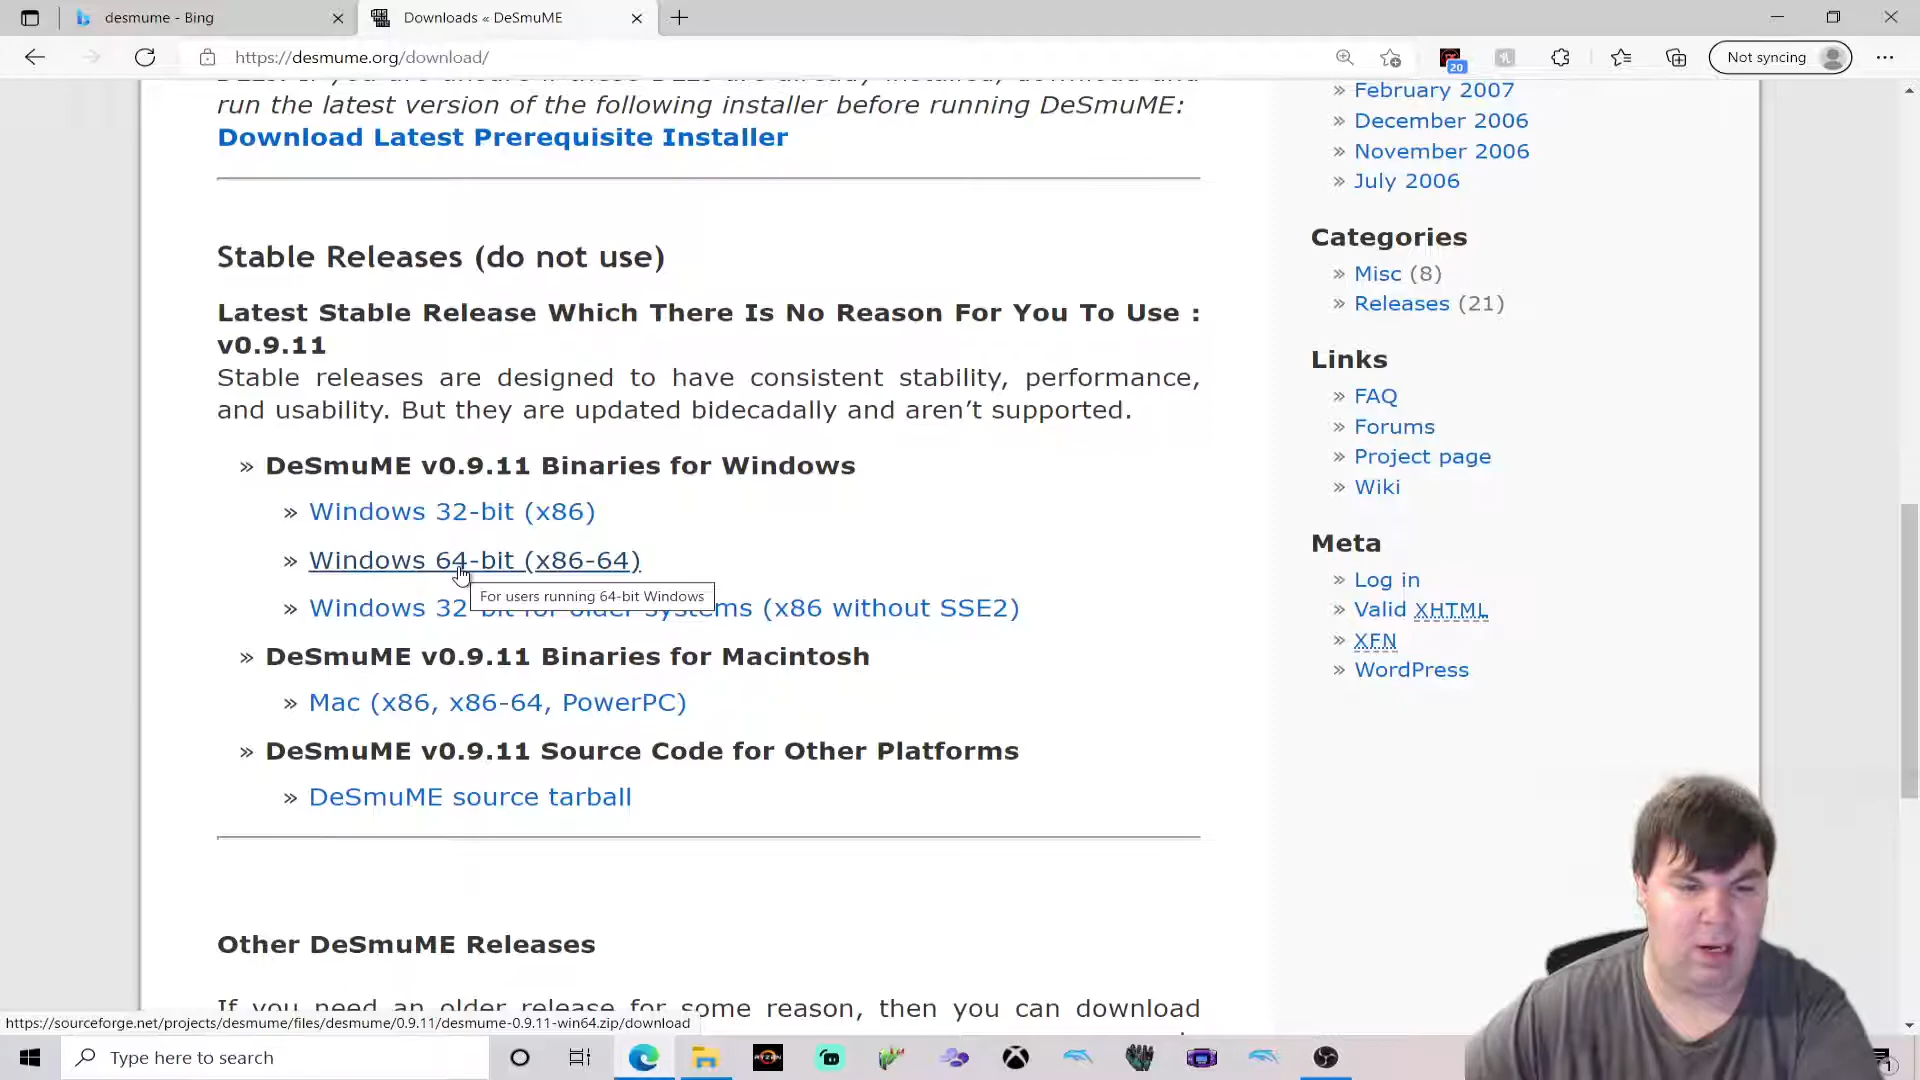 desmume - Bing
Downloads « DeSmuME
https://desmume.org/download/
20
Not syncing
run the latest version of the following installer before running DeSmuME:
Download Latest Prerequisite Installer
Stable Releases (do not use)
Latest Stable Release Which There Is No Reason For You To Use :
v0.9.11
Stable releases are designed to have consistent stability, performance,
and usability. But they are updated bidecadally and aren't supported.
» DeSmuME v0.9.11 Binaries for Windows
» Windows 32-bit (x86)
» Windows 64-bit (x86-64)
For users running 64-bit Windows
» Windows 32-bit for older systems (x86 without SSE2)
» DeSmuME v0.9.11 Binaries for Macintosh
» Mac (x86, x86-64, PowerPC)
» DeSmuME v0.9.11 Source Code for Other Platforms
» DeSmuME source tarball
Other DeSmuME Releases
If you need an older release for some reason, then you can download
» February 2007
» December 2006
» November 2006
» July 2006
Categories
» Misc (8)
» Releases (21)
Links
» FAQ
» Forums
» Project page
» Wiki
Meta
» Log in
» Valid XHTML
» XFN
» WordPress
https://sourceforge.net/projects/desmume/files/desmume/0.9.11/desmume-0.9.11-win64.zip/download
Type here to search
RYZEN
1